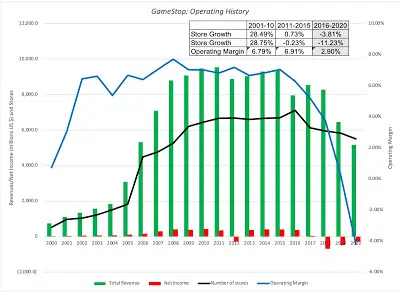 GameStop: Operating History
2001-10 2011-2015 2016-2020
Store Growth 28.49% 0.73% -3.81%
Store Growth 28.75% -0.23% -11.23%
Operating Margin 6.79% 6.91% 2.90%
12,000.0
10,000.0
8,000.0
6,000.0
4,000.0
2,000.0
0
(2,000.0)
Revenues/Net Income (millions US $) and Stores
10.00%
8.00%
6.00%
4.00%
2.00%
0.00%
-2.00%
-4.00%
-6.00%
Operating Margin
2000 2001 2002 2003 2004 2005 2006 2007 2008 2009 2010 2011 2012 2013 2014 2015 2016 2017
Total Revenue Net Income Number of stores Operating Margin